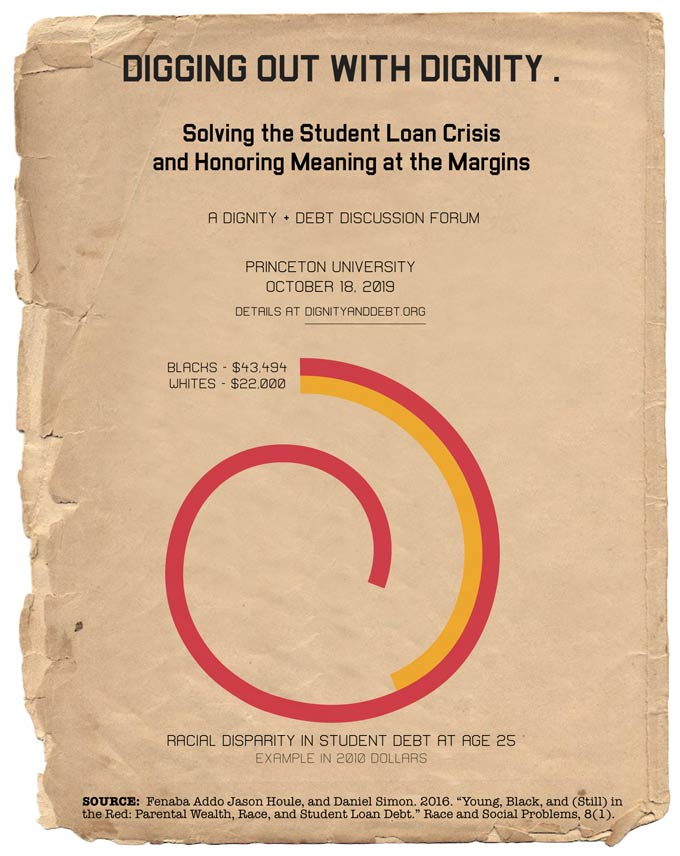 DIGGING OUT WITH DIGNITY .
Solving the Student Loan Crisis
and Honoring Meaning at the Margins
A DIGNITY + DEBT DISCUSSION FORUM
PRINCETON UNIVERSITY
OCTOBER 18, 2019
DETAILS AT DIGNITYANDDEBT.ORG
BLACKS - $43,494
WHITES - $22,000
RACIAL DISPARITY IN STUDENT DEBT AT AGE 25
EXAMPLE IN 2010 DOLLARS
SOURCE: Fenaba Addo Jason Houle, and Daniel Simon. 2016. “Young, Black, and (Still) in
the Red: Parental Wealth, Race, and Student Loan Debt.” Race and Social Problems, 8(1).